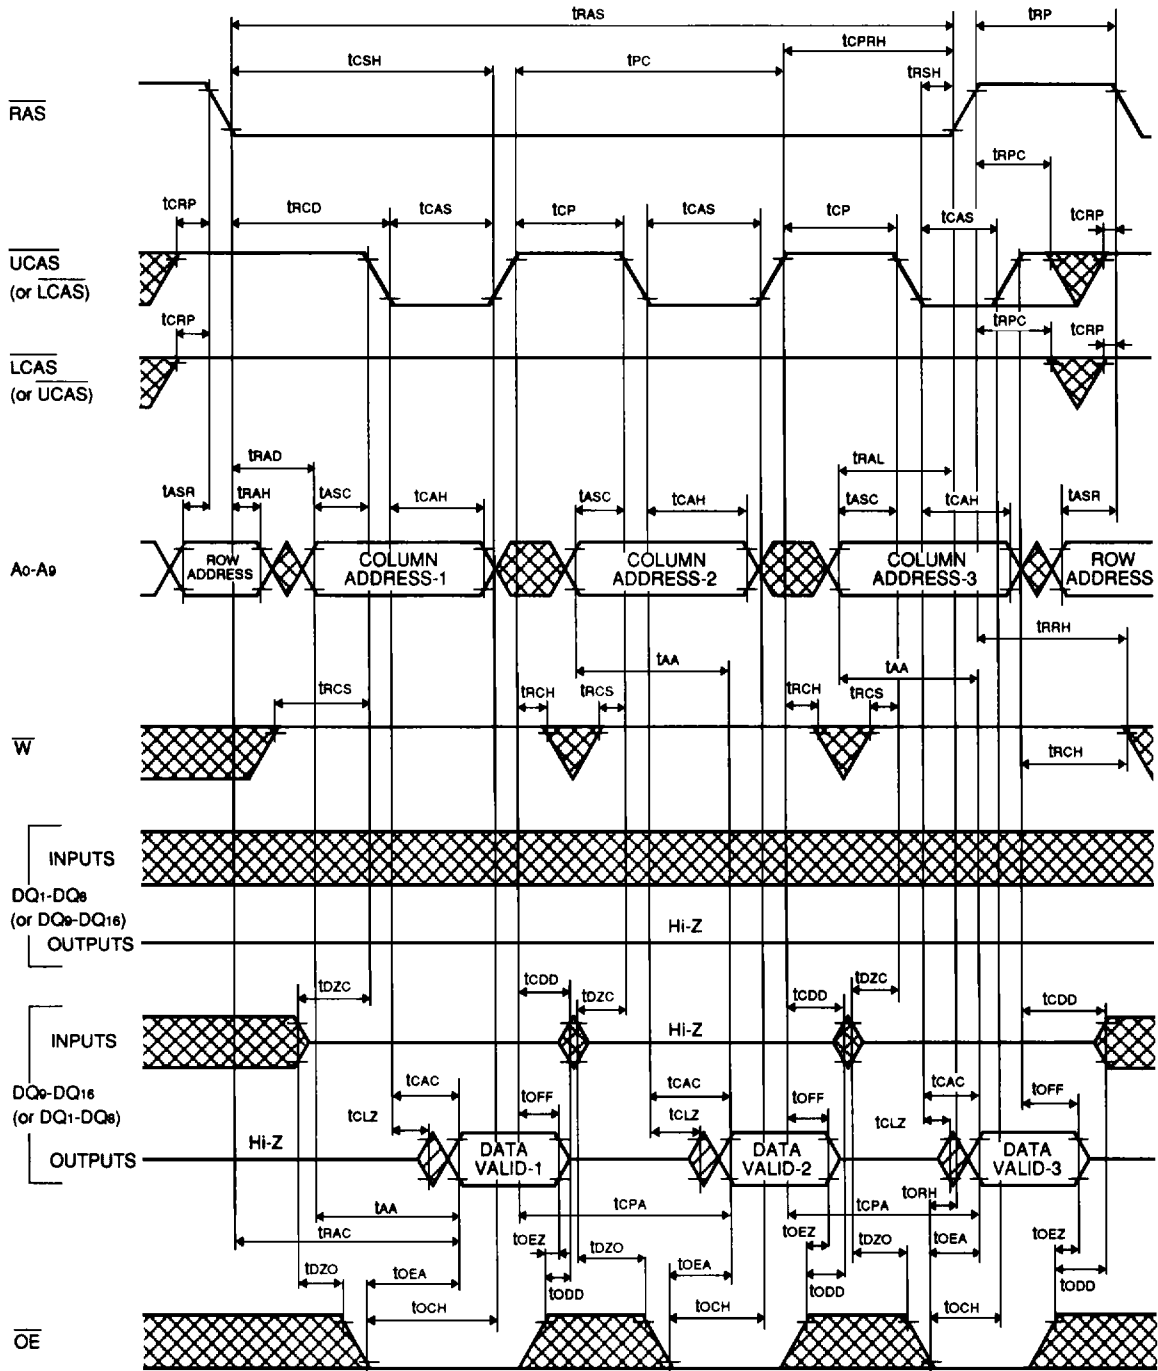 tRAS
tRP
tCPRH
tCSH
tPC
tRSH
RAS
tRPC
tCRP
tRCD
tCAS
tCP
tCAS
tCP
tCAS
tCRP
UCAS
(or LCAS)
tCRP
tRPC
tCRP
LCAS
(or UCAS)
tRAD
tRAL
tASR
tRAH
tASC
tCAH
tASC
tCAH
tASC
tCAH
tASR
A0-A9
ROW
ADDRESS
COLUMN
ADDRESS-1
COLUMN
ADDRESS-2
COLUMN
ADDRESS-3
ROW
ADDRESS
tRRH
tAA
tAA
tRCS
tRCH
tRCS
tRCH
tRCS
W
tRCH
INPUTS
DQ1-DQ8
(or DQ9-DQ16)
Hi-Z
OUTPUTS
tDZC
tCDD
tDZC
tCDD
tDZC
tCDD
INPUTS
Hi-Z
DQ9-DQ16
(or DQ1-DQ8)
tCAC
tOFF
tCAC
tOFF
tCAC
tOFF
tCLZ
tCLZ
tCLZ
Hi-Z
OUTPUTS
DATA
VALID-1
DATA
VALID-2
DATA
VALID-3
tORH
tAA
tCPA
tCPA
tRAC
tOEZ
tDZO
tOEZ
tDZO
tOEA
tOEZ
tDZO
tOEA
tODD
tOEA
tODD
tODD
tOCH
tOCH
tOCH
OE